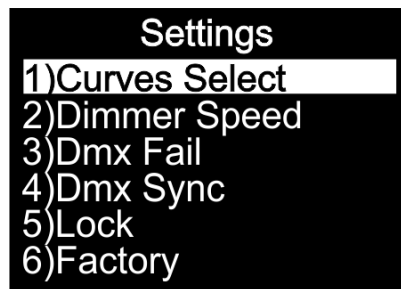 Settings
1)Curves Select
2)Dimmer Speed
3)Dmx Fail
4)Dmx Sync
5)Lock
6)Factory